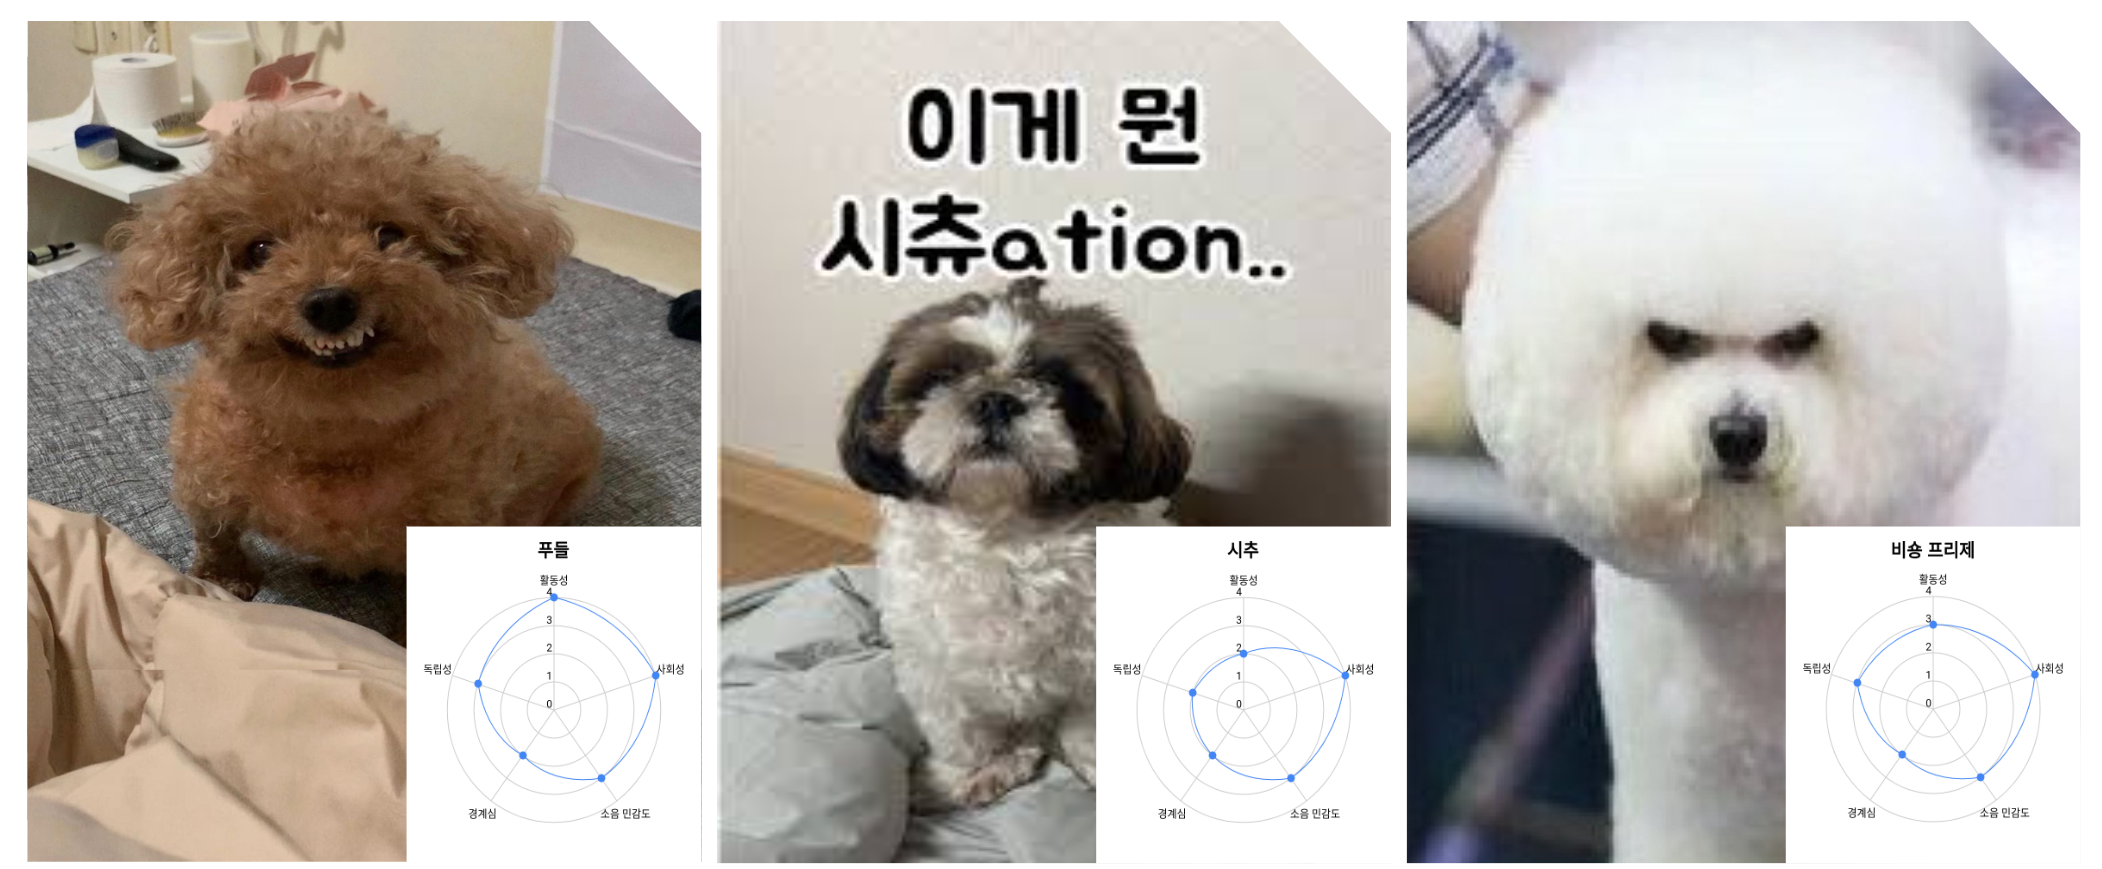 이게 뭔
시츄ation..
푸들
활동성
4
3
2
1
0
사회성
독립성
경계심
소음 민감도
시추
활동성
4
3
2
1
0
사회성
독립성
경계심
소음 민감도
비숑 프리제
활동성
4
3
2
1
0
사회성
독립성
경계심
소음 민감도